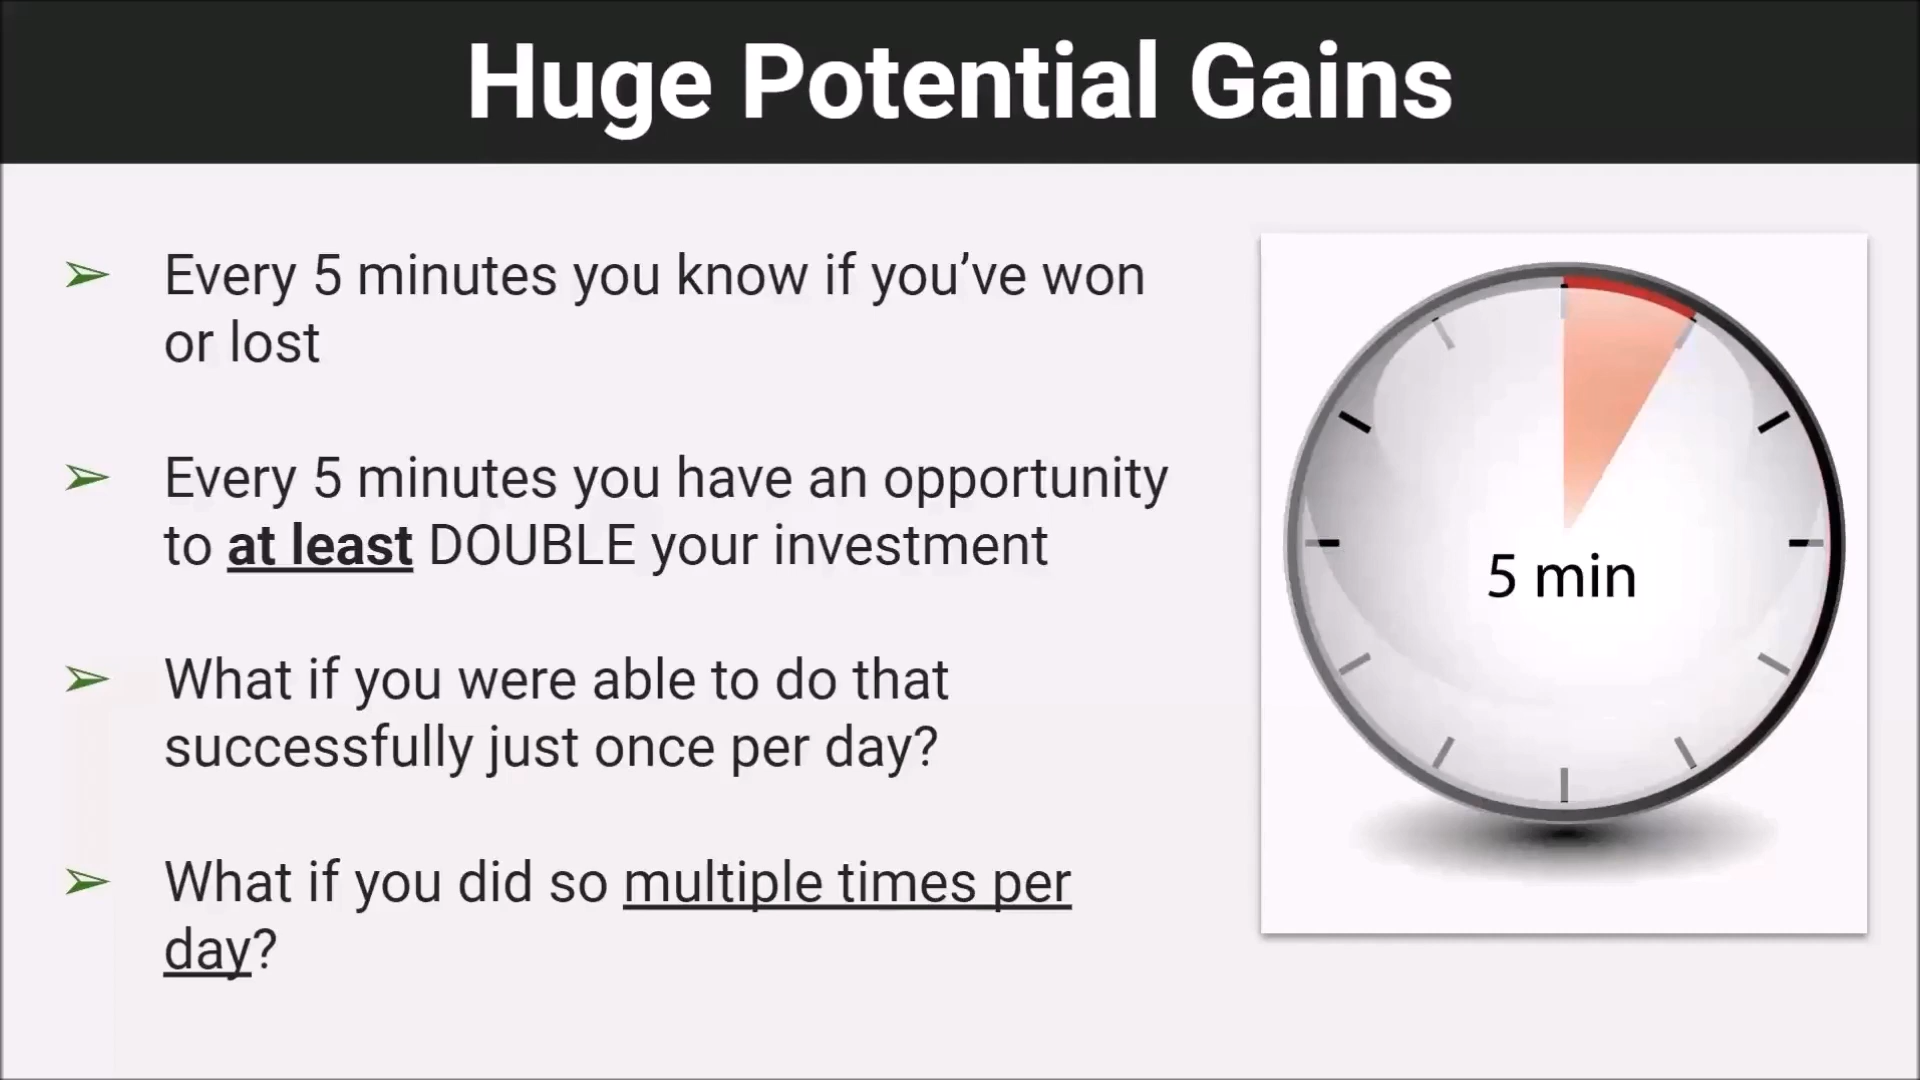 Huge Potential Gains
➢ Every 5 minutes you know if you’ve won
or lost
➢ Every 5 minutes you have an opportunity
to at least DOUBLE your investment
➢ What if you were able to do that
successfully just once per day?
➢ What if you did so multiple times per
day?
5 min